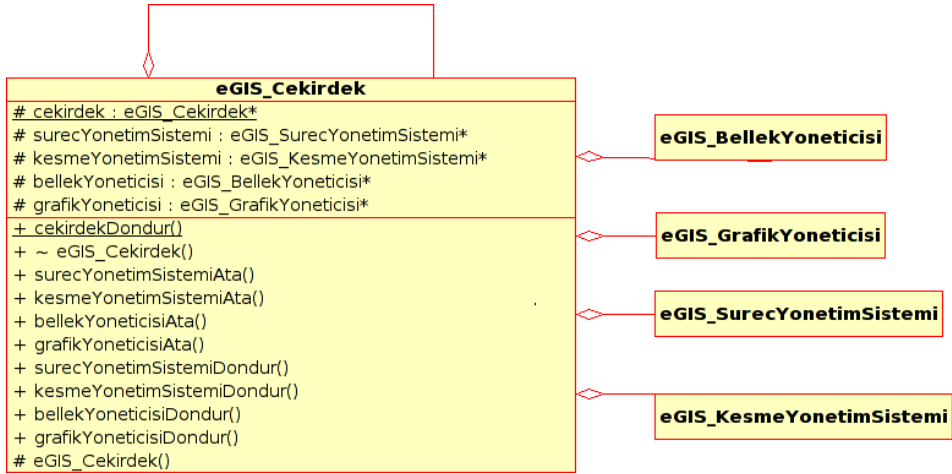 eGIS_Cekirdek
# cekirdek : eGIS_Cekirdek*
# surecYonetimSistemi : eGIS_SurecYonetimSistemi*
# kesmeYonetimSistemi : eGIS_KesmeYonetimSistemi*
# bellekYoneticisi : eGIS_BellekYoneticisi*
# grafikYoneticisi : eGIS_GrafikYoneticisi*
+ cekirdekDondur()
+ ~ eGIS_Cekirdek()
+ surecYonetimSistemiAta()
+ kesmeYonetimSistemiAta()
+ bellekYoneticisiAta()
+ grafikYoneticisiAta()
+ surecYonetimSistemiDondur()
+ kesmeYonetimSistemiDondur()
+ bellekYoneticisiDondur()
+ grafikYoneticisiDondur()
# eGIS_Cekirdek()
eGIS_BellekYoneticisi
eGIS_GrafikYoneticisi
eGIS_SurecYonetimSistemi
eGIS_KesmeYonetimSistemi